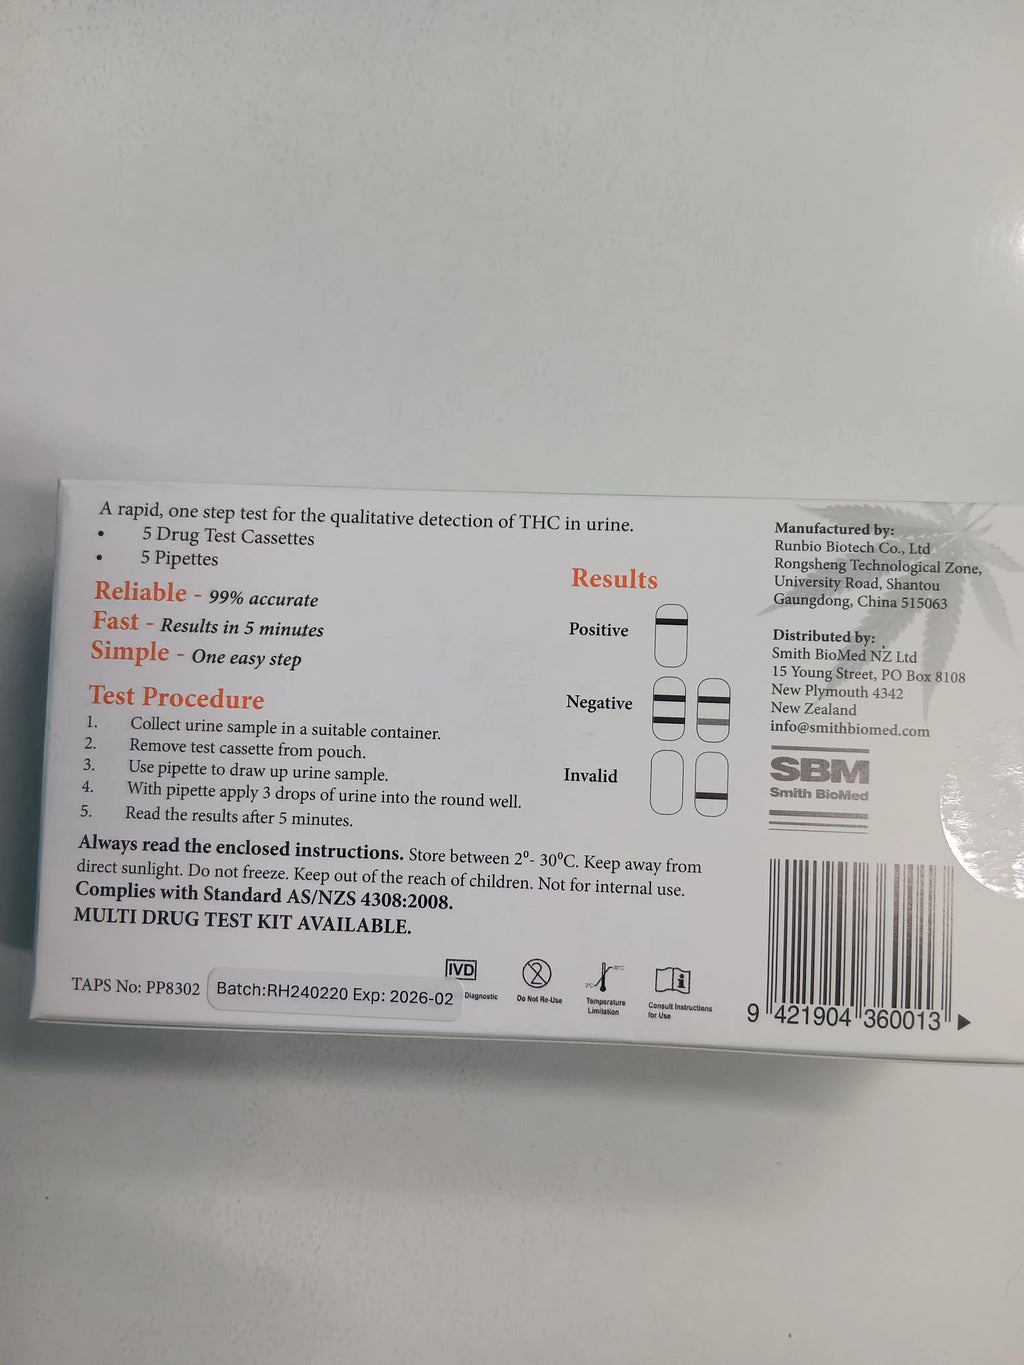 A rapid, one step test for the qualitative detection of THC in urine.
• 5 Drug Test Cassettes
• 5 Pipettes
Reliable - 99% accurate
Fast - Results in 5 minutes
Simple - One easy step
Test Procedure
1. Collect urine sample in a suitable container.
2. Remove test cassette from pouch.
3. Use pipette to draw up urine sample.
4. With pipette apply 3 drops of urine into the round well.
5. Read the results after 5 minutes.
Results
Positive
Negative
Invalid
Always read the enclosed instructions. Store between 2º- 30ºC. Keep away from
direct sunlight. Do not freeze. Keep out of the reach of children. Not for internal use.
Complies with Standard AS/NZS 4308:2008.
MULTI DRUG TEST KIT AVAILABLE.
TAPS No: PP8302
Batch:RH240220 Exp: 2026-02
IVD
Diagnostic
2
Do Not Re-Use
2°C
30°C
Temperature
Limitation
i
Consult Instructions
for Use
Manufactured by:
Runbio Biotech Co., Ltd
Rongsheng Technological Zone,
University Road, Shantou
Gaungdong, China 515063
Distributed by:
Smith BioMed NZ Ltd
15 Young Street, PO Box 8108
New Plymouth 4342
New Zealand
info@smithbiomed.com
SBM
Smith BioMed
9 421904 360013